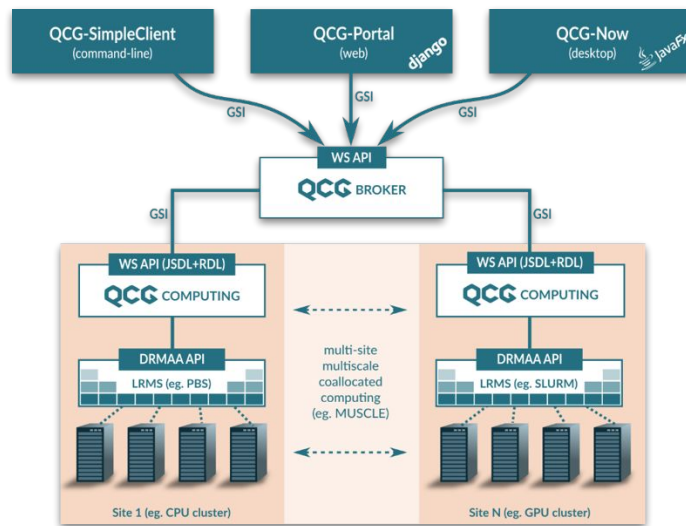 QCG-SimpleClient
(command-line)
QCG-Portal
(web)
django
QCG-Now
(desktop)
JavaFX
GSI
GSI
GSI
WS API
QCG BROKER
GSI
GSI
WS API (JSDL+RDL)
QCG COMPUTING
WS API (JSDL+RDL)
QCG COMPUTING
DRMAA API
LRMS (eg. PBS)
multi-site
multiscale
coallocated
computing
(eg. MUSCLE)
DRMAA API
LRMS (eg. SLURM)
Site 1 (eg. CPU cluster)
Site N (eg. GPU cluster)